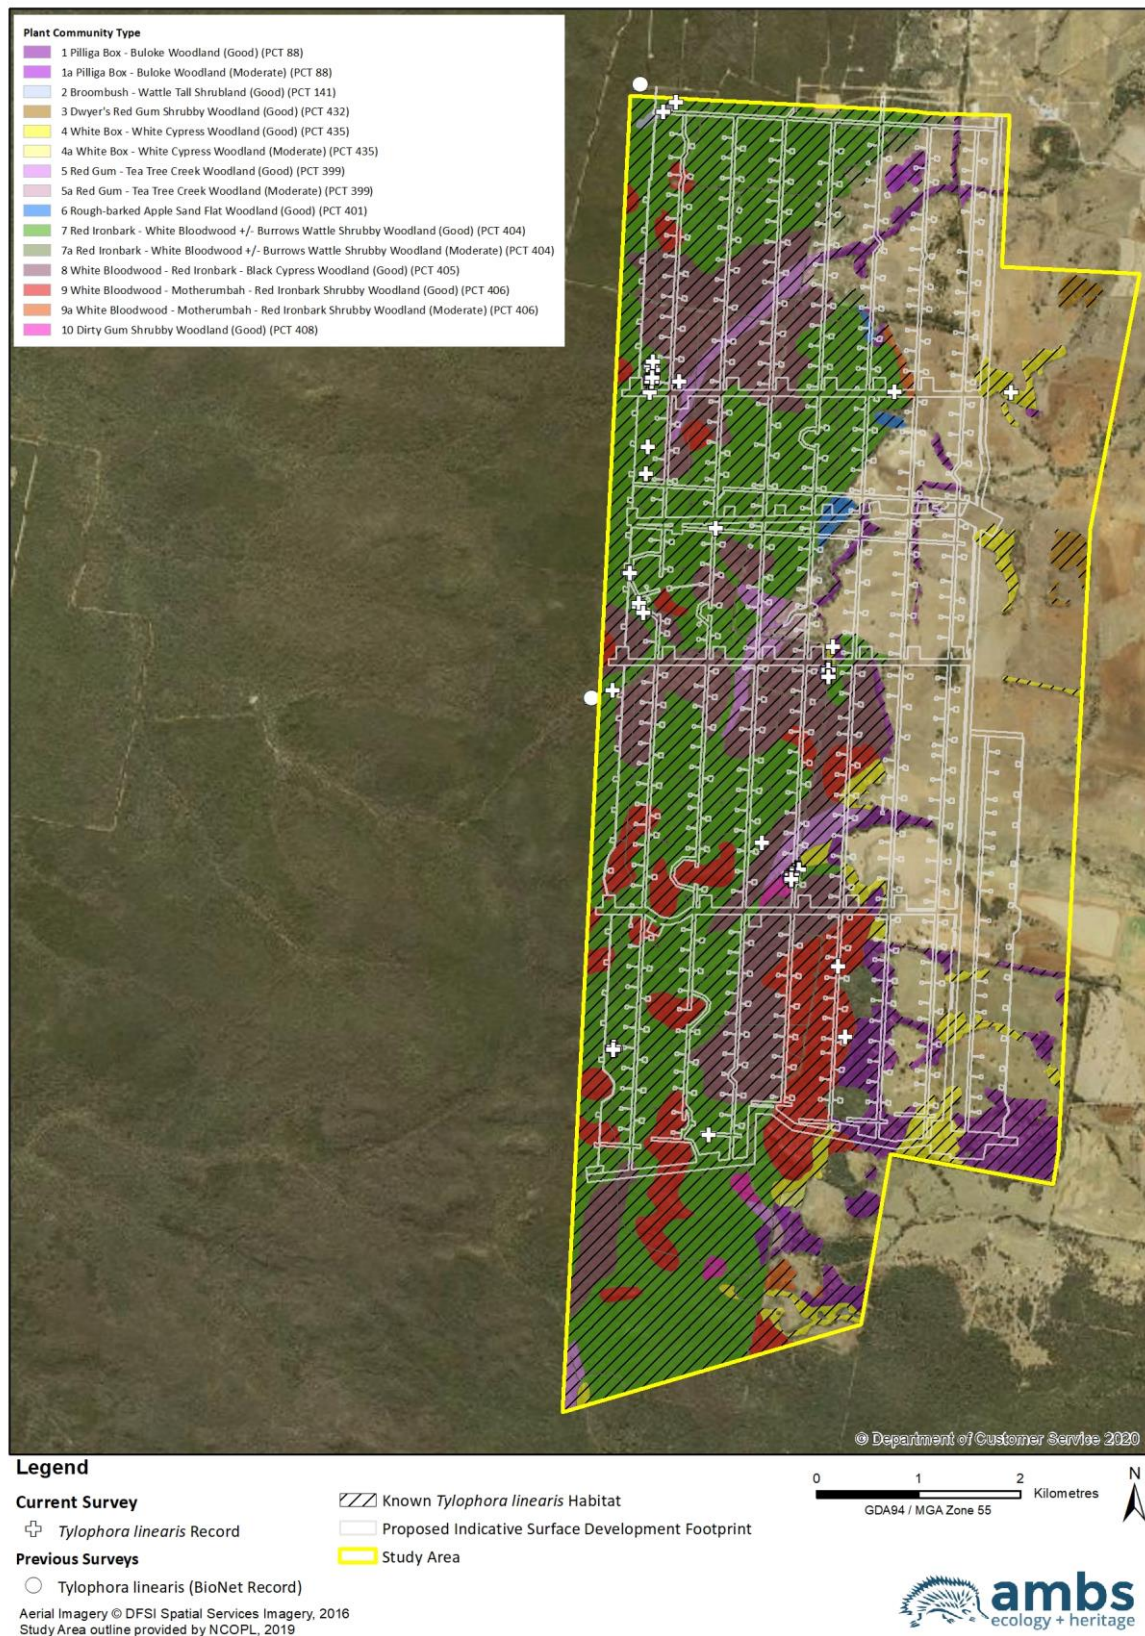 Plant Community Type
1 Pilliga Box - Buloke Woodland (Good) (PCT 88)
1a Pilliga Box - Buloke Woodland (Moderate) (PCT 88)
2 Broombush - Wattle Tall Shrubland (Good) (PCT 141)
3 Dwyer's Red Gum Shrubby Woodland (Good) (PCT 432)
4 White Box - White Cypress Woodland (Good) (PCT 435)
4a White Box - White Cypress Woodland (Moderate) (PCT 435)
5 Red Gum - Tea Tree Creek Woodland (Good) (PCT 399)
5a Red Gum - Tea Tree Creek Woodland (Moderate) (PCT 399)
6 Rough-barked Apple Sand Flat Woodland (Good) (PCT 401)
7 Red Ironbark - White Bloodwood +/- Burrows Wattle Shrubby Woodland (Good) (PCT 404)
7a Red Ironbark - White Bloodwood +/- Burrows Wattle Shrubby Woodland (Moderate) (PCT 404)
8 White Bloodwood - Red Ironbark - Black Cypress Woodland (Good) (PCT 405)
9 White Bloodwood - Motherumbah - Red Ironbark Shrubby Woodland (Good) (PCT 406)
9a White Bloodwood - Motherumbah - Red Ironbark Shrubby Woodland (Moderate) (PCT 406)
10 Dirty Gum Shrubby Woodland (Good) (PCT 408)
© Department of Customer Service 2020
Legend
Current Survey
Tylophora linearis Record
Previous Surveys
Tylophora linearis (BioNet Record)
Known Tylophora linearis Habitat
Proposed Indicative Surface Development Footprint
Study Area
0 1 2 Kilometres
GDA94 / MGA Zone 55
N
Aerial Imagery © DFSI Spatial Services Imagery, 2016
Study Area outline provided by NCOPL, 2019
ambs
ecology + heritage